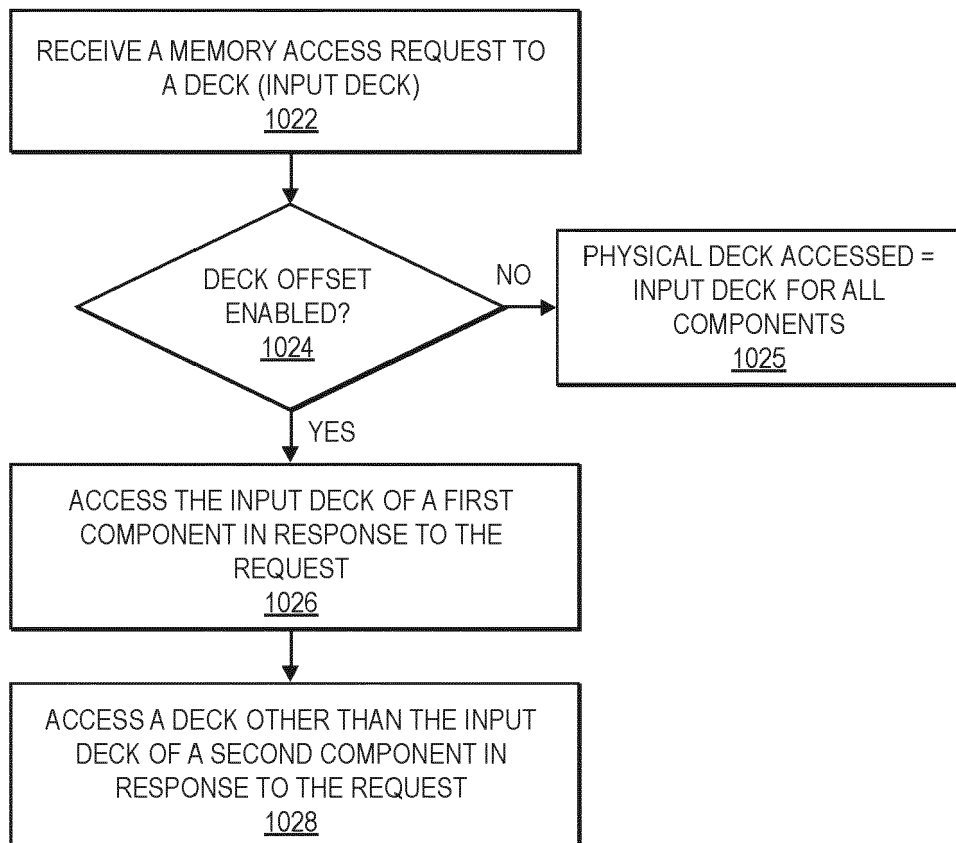 RECEIVE A MEMORY ACCESS REQUEST TO
A DECK (INPUT DECK)
1022
DECK OFFSET
ENABLED?
1024
NO
PHYSICAL DECK ACCESSED =
INPUT DECK FOR ALL
COMPONENTS
1025
YES
ACCESS THE INPUT DECK OF A FIRST
COMPONENT IN RESPONSE TO THE
REQUEST
1026
ACCESS A DECK OTHER THAN THE INPUT
DECK OF A SECOND COMPONENT IN
RESPONSE TO THE REQUEST
1028